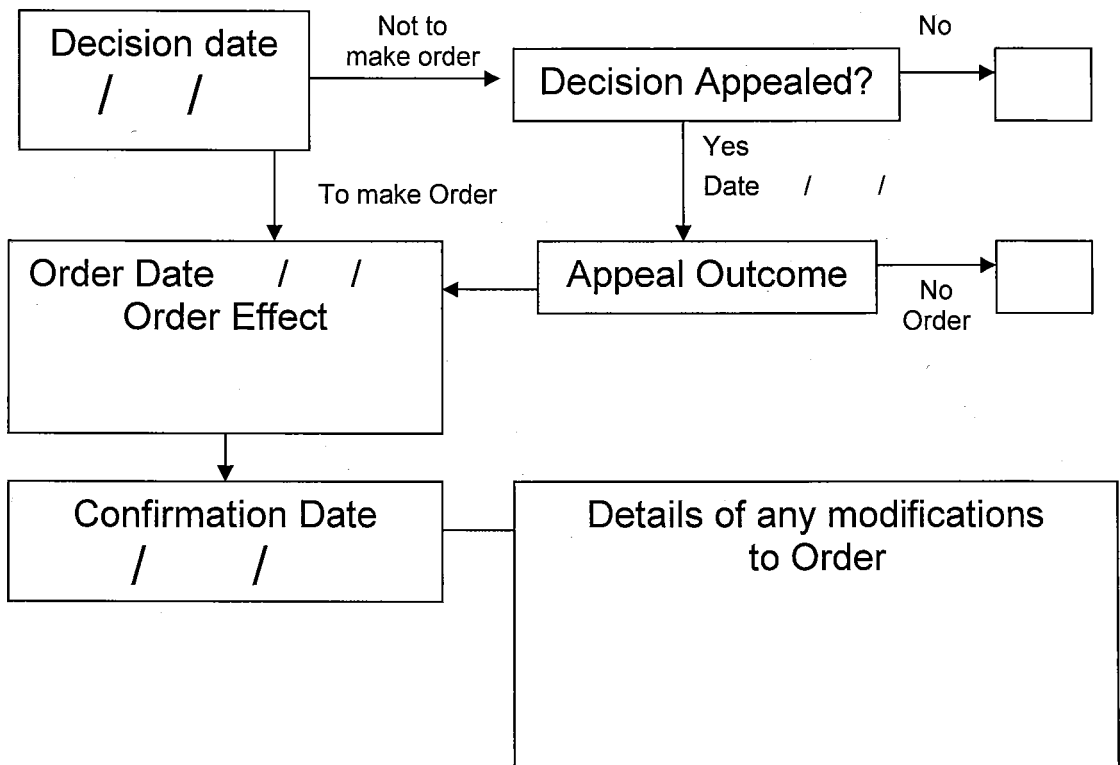 Decision date
/ /
Not to
make order
Decision Appealed?
No
Yes
Date / /
To make Order
Order Date / /
Order Effect
Appeal Outcome
No
Order
Confirmation Date
/ /
Details of any modifications
to Order